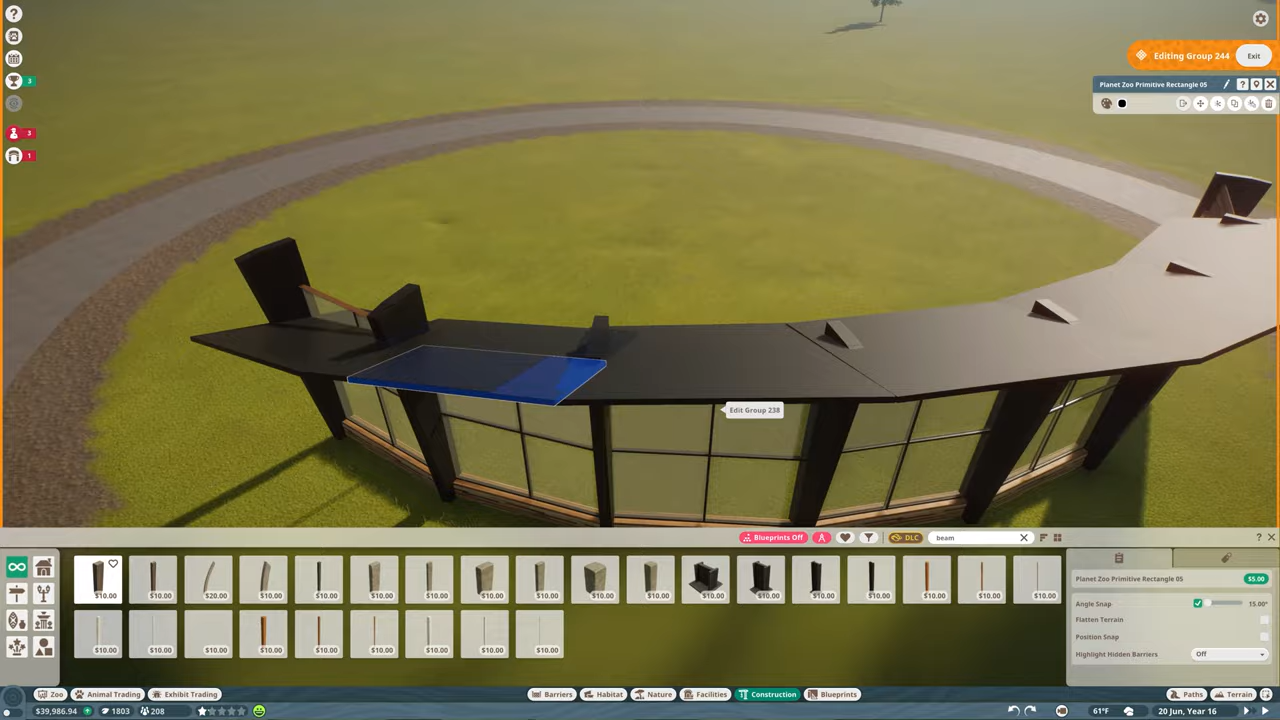 ?
3
3
1
Editing Group 244
Exit
Planet Zoo Primitive Rectangle 05
?
Edit Group 238
Blueprints Off
DLC
beam
?
$10.00 $10.00 $20.00 $10.00 $10.00 $10.00 $10.00 $10.00 $10.00 $10.00 $10.00 $10.00 $10.00 $10.00 $10.00 $10.00 $10.00 $10.00
$10.00 $10.00 $10.00 $10.00 $10.00 $10.00 $10.00 $10.00 $10.00
Planet Zoo Primitive Rectangle 05 $5.00
Angle Snap 15.00°
Flatten Terrain
Position Snap
Highlight Hidden Barriers Off
Zoo Animal Trading Exhibit Trading Barriers Habitat Nature Facilities Construction Blueprints Paths Terrain
$39,986.94 1803 208 61°F 20 Jun, Year 16